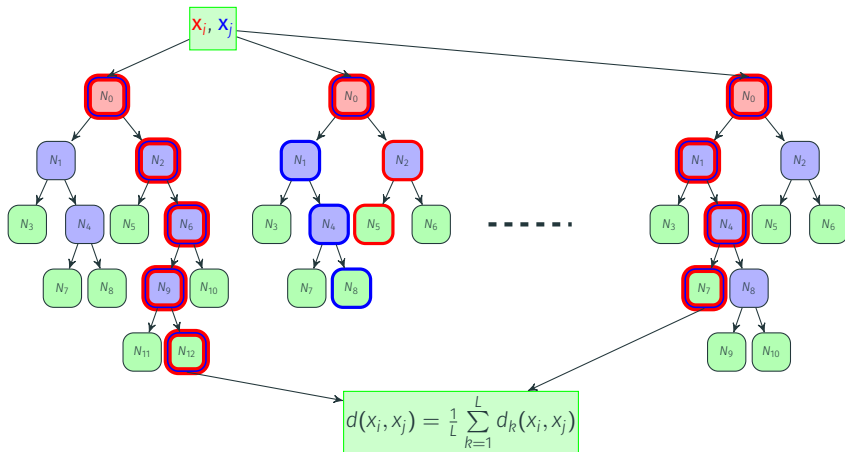 x_i, x_j
N_0 N_0 N_0
N_1 N_2 N_1 N_2 N_1 N_2
N_3 N_4 N_5 N_6 N_3 N_4 N_5 N_6 N_3 N_4 N_5 N_6
N_7 N_8 N_9 N_10 N_7 N_8 N_7 N_8
N_11 N_12 N_9 N_10
d(x_i, x_j) = \frac{1}{L} \sum_{k=1}^{L} d_k(x_i, x_j)